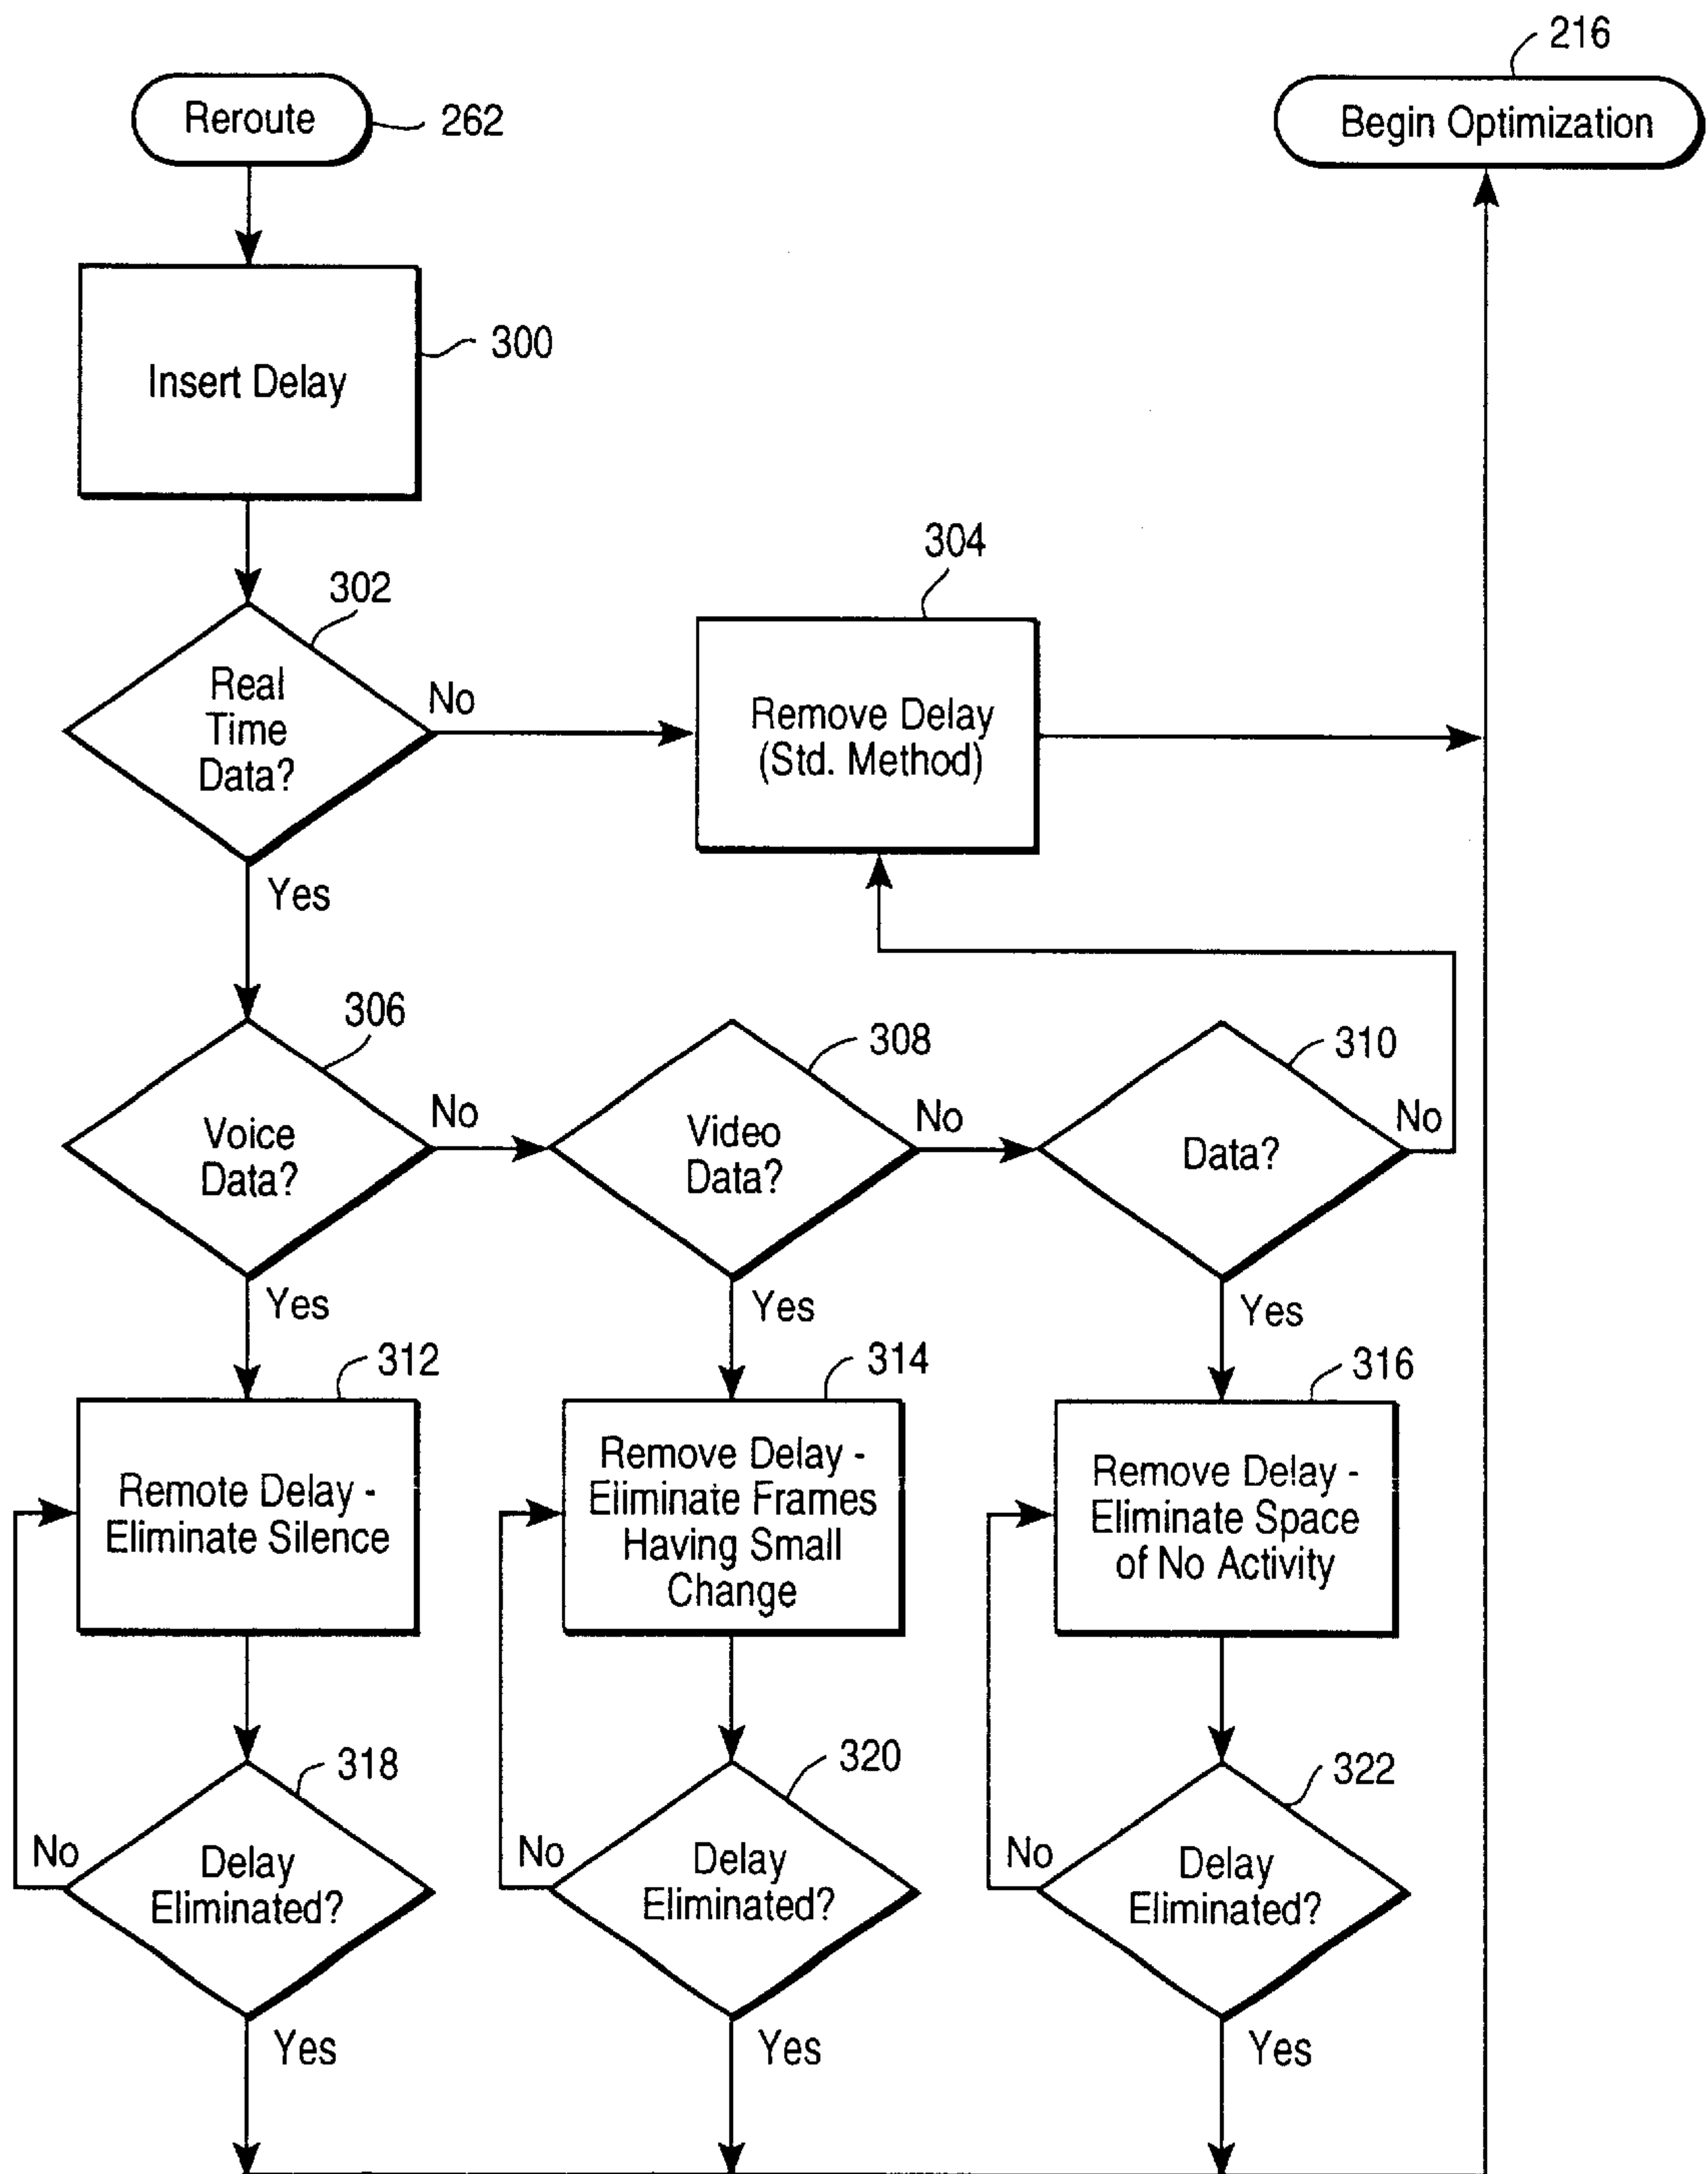 216
Reroute
262
Begin Optimization
300
Insert Delay
304
302
Real
Time
Data?
No
Remove Delay
(Std. Method)
Yes
306
308
310
Voice
Data?
No
Video
Data?
No
Data?
No
Yes
Yes
Yes
312
314
316
Remote Delay -
Eliminate Silence
Remove Delay -
Eliminate Frames
Having Small
Change
Remove Delay -
Eliminate Space
of No Activity
318
320
322
No
Delay
Eliminated?
No
Delay
Eliminated?
No
Delay
Eliminated?
Yes
Yes
Yes